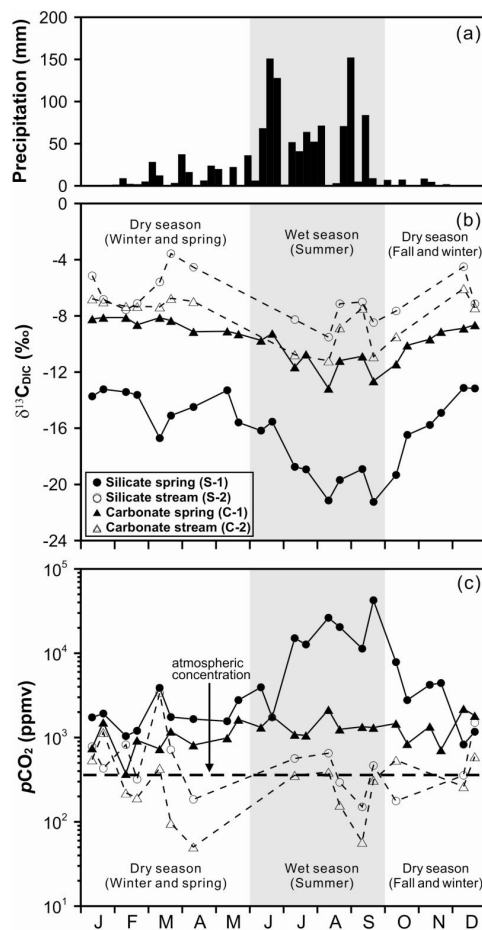 (a)
Precipitation (mm)
200
150
100
50
0
(b)
δ¹³C_DIC (‰)
0
-4
-8
-12
-16
-20
-24
Dry season
(Winter and spring)
Wet season
(Summer)
Dry season
(Fall and winter)
Silicate spring (S-1)
Silicate stream (S-2)
Carbonate spring (C-1)
Carbonate stream (C-2)
(c)
pCO₂ (ppmv)
10⁵
10⁴
10³
10²
10¹
atmospheric
concentration
Dry season
(Winter and spring)
Wet season
(Summer)
Dry season
(Fall and winter)
J F M A M J J A S O N D